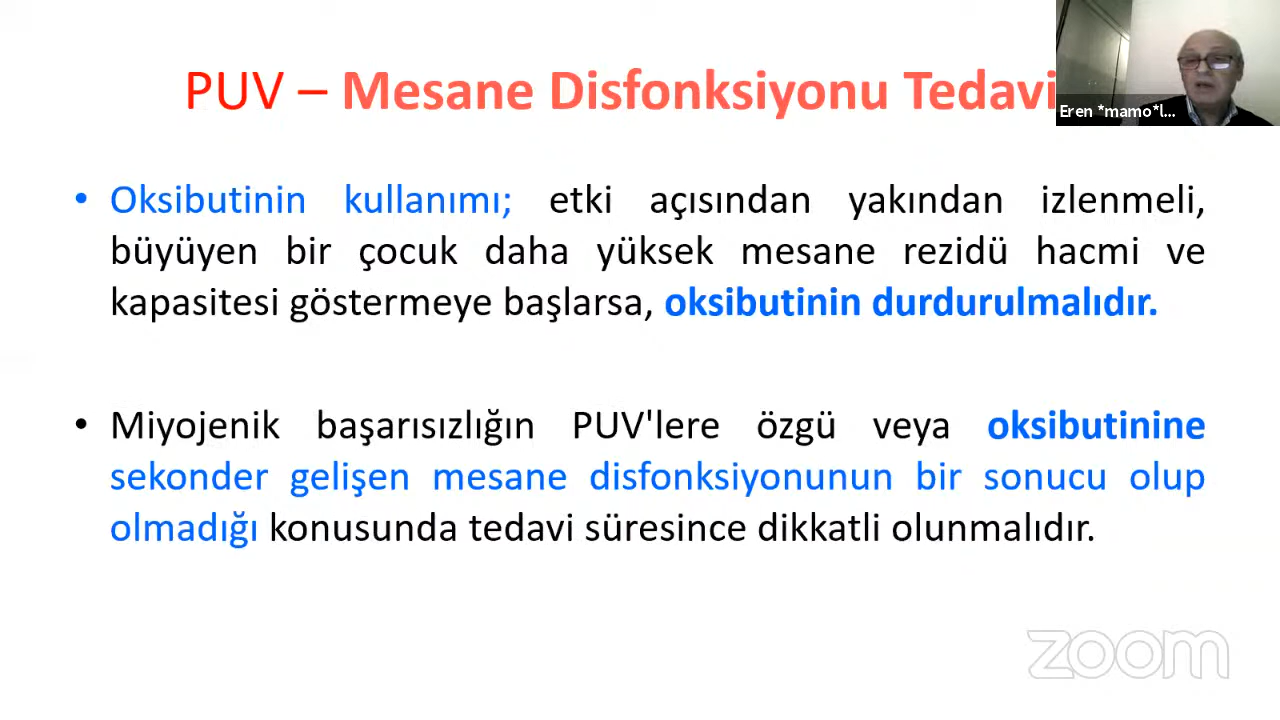 PUV – Mesane Disfonksiyonu Tedavi
Eren *mamo*l...
• Oksibutinin kullanımı; etki açısından yakından izlenmeli,
büyüyen bir çocuk daha yüksek mesane rezidü hacmi ve
kapasitesi göstermeye başlarsa, oksibutinin durdurulmalıdır.
• Miyojenik başarısızlığın PUV'lere özgü veya oksibutinine
sekonder gelişen mesane disfonksiyonunun bir sonucu olup
olmadığı konusunda tedavi süresince dikkatli olunmalıdır.
zoom